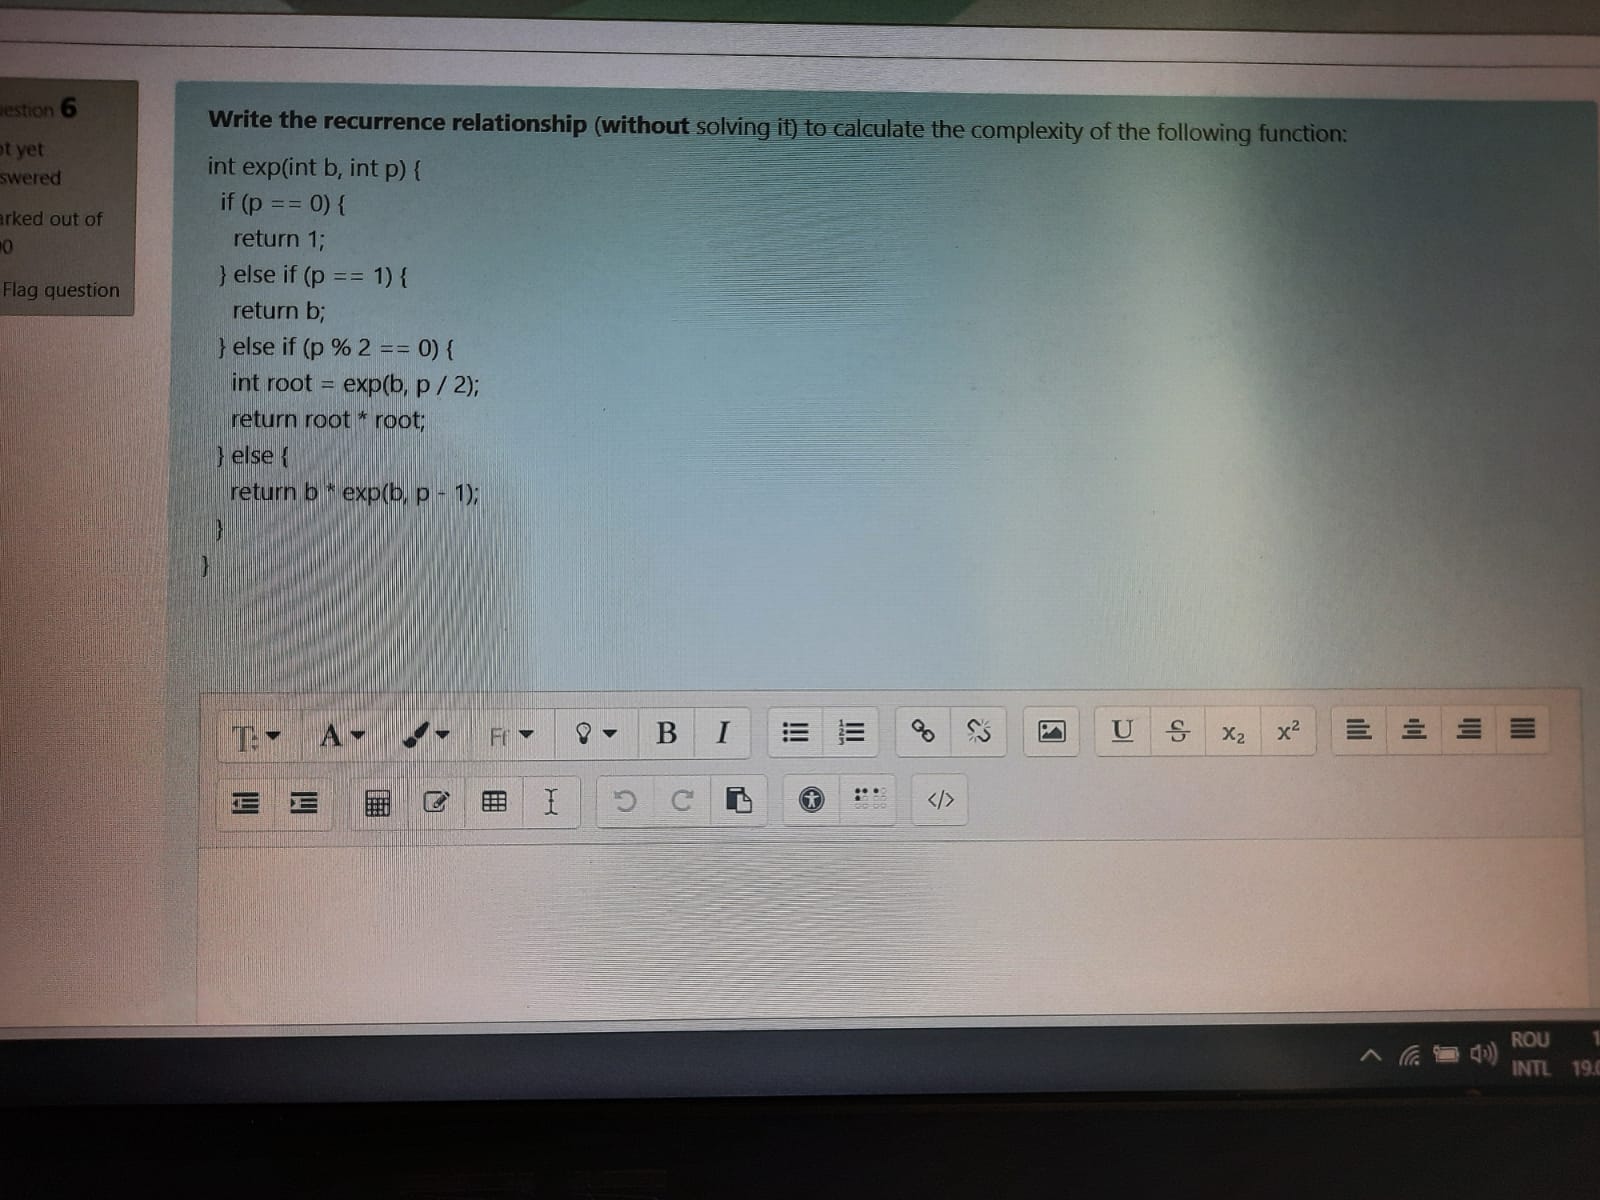 estion 6
ot yet
swered
arked out of
00
Flag question
Write the recurrence relationship (without solving it) to calculate the complexity of the following function:
int exp(int b, int p) {
if (p == 0) {
return 1;
} else if (p == 1) {
return b;
} else if (p % 2 == 0) {
int root = exp(b, p / 2);
return root * root;
} else {
return b * exp(b, p - 1);
}
}
A
Ff
B I
U S x₂ x²
</>
ROU
INTL
19.0